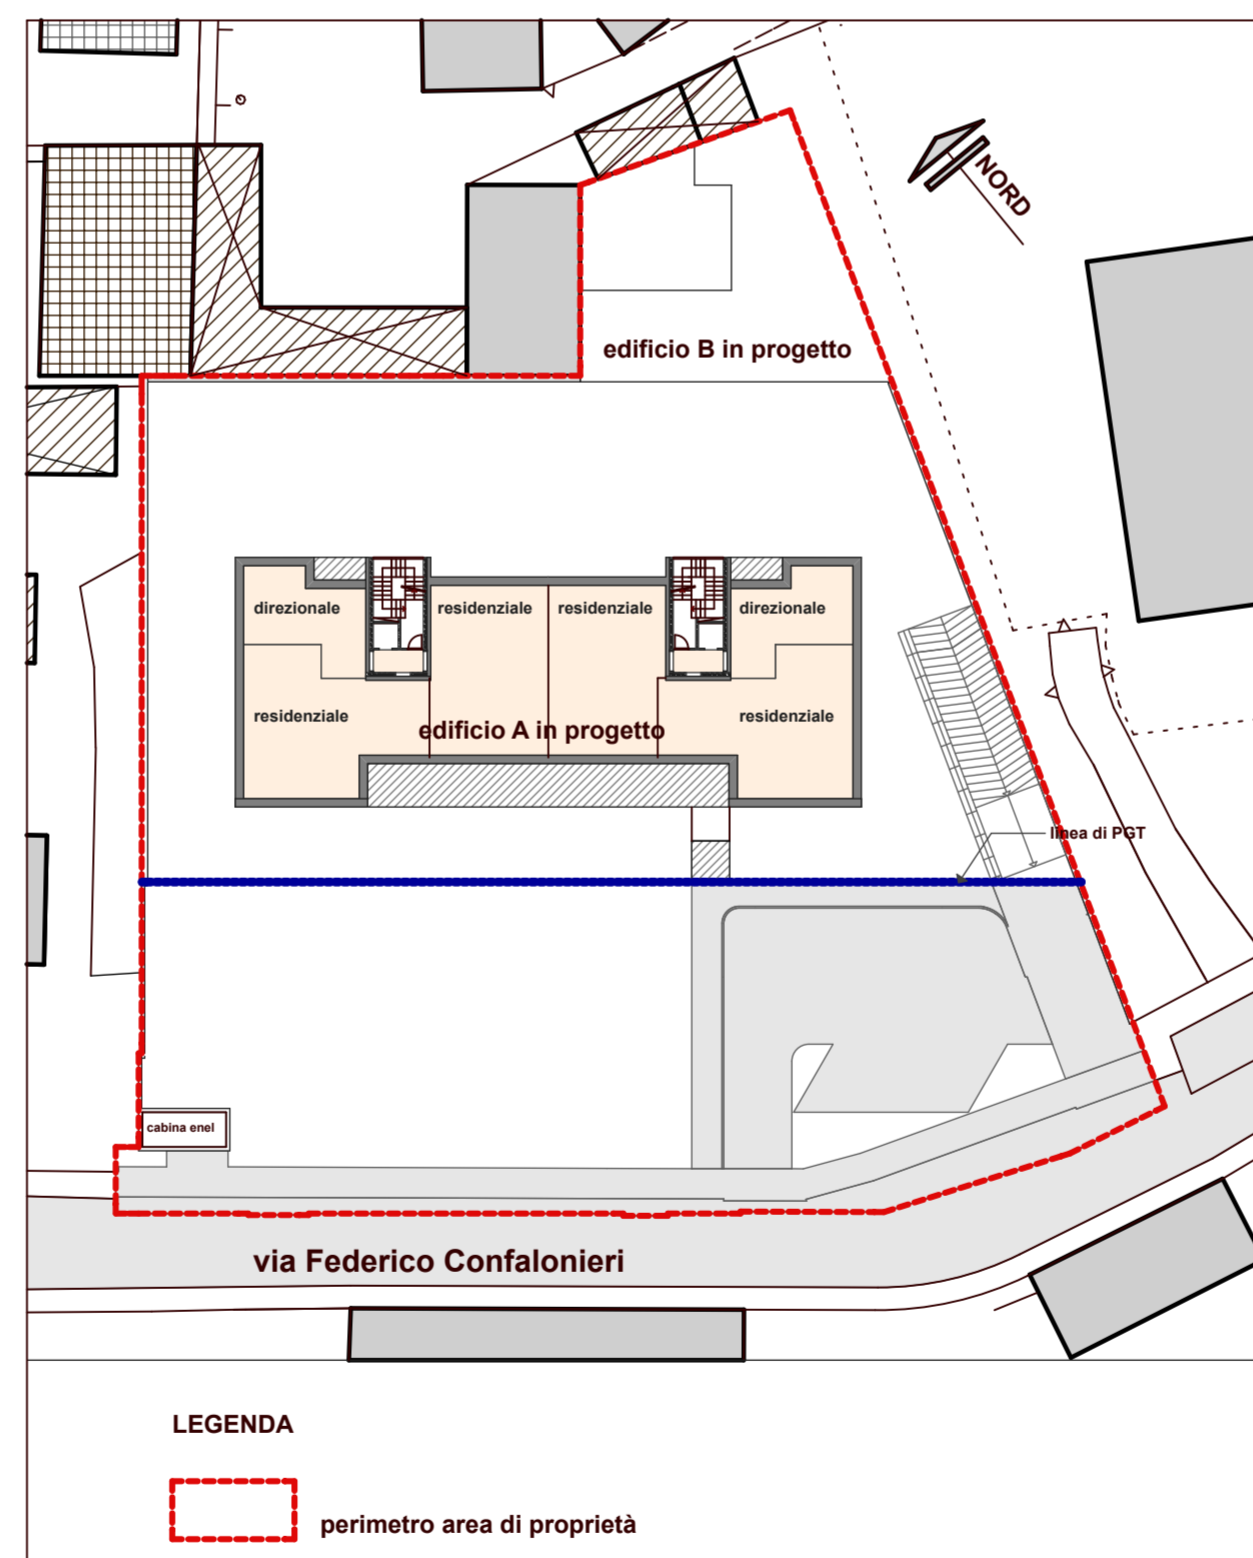 NORD
edificio B in progetto
direzionale
residenziale
residenziale
direzionale
residenziale
edificio A in progetto
residenziale
linea di PGT
cabina enel
via Federico Confalonieri
LEGENDA
perimetro area di proprietà